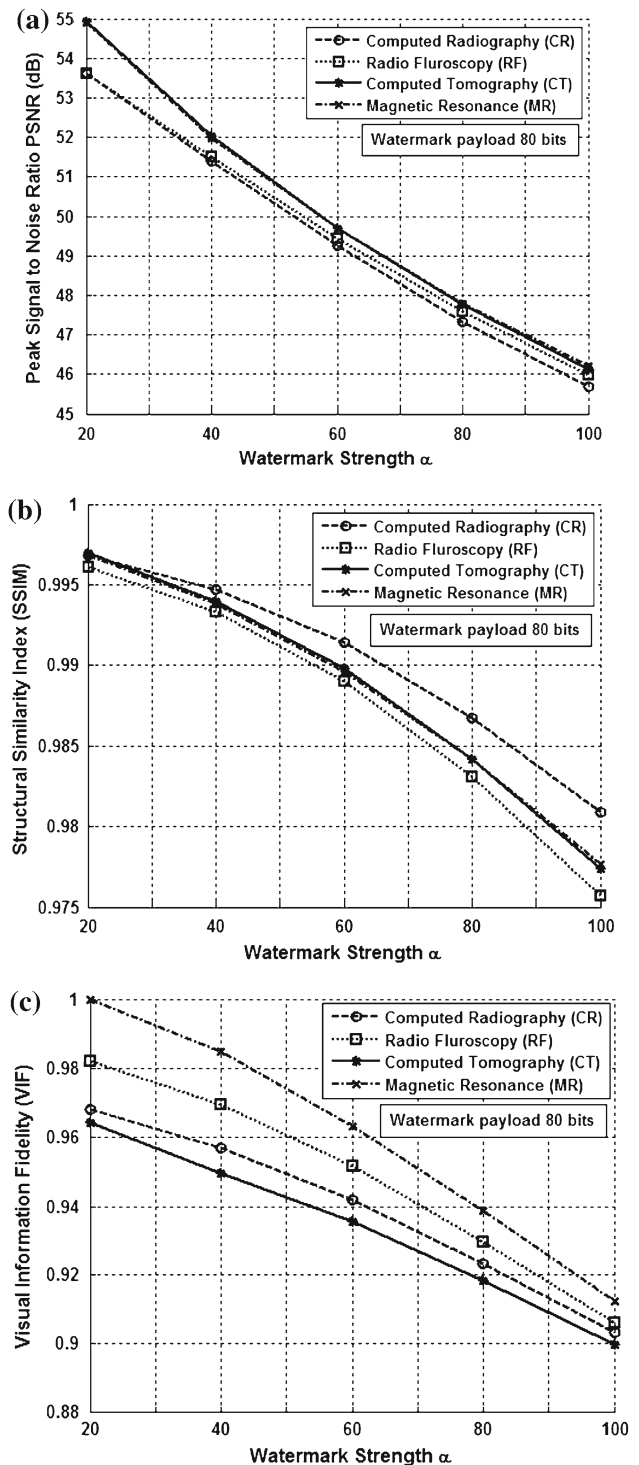 (a)
Peak Signal to Noise Ratio PSNR (dB)
55
54
53
52
51
50
49
48
47
46
45
Computed Radiography (CR)
Radio Fluroscopy (RF)
Computed Tomography (CT)
Magnetic Resonance (MR)
Watermark payload 80 bits
20 40 60 80 100
Watermark Strength α
(b)
Structural Similarity Index (SSIM)
1
0.995
0.99
0.985
0.98
0.975
Computed Radiography (CR)
Radio Fluroscopy (RF)
Computed Tomography (CT)
Magnetic Resonance (MR)
Watermark payload 80 bits
20 40 60 80 100
Watermark Strength α
(c)
Visual Information Fidelity (VIF)
1
0.98
0.96
0.94
0.92
0.9
0.88
Computed Radiography (CR)
Radio Fluroscopy (RF)
Computed Tomography (CT)
Magnetic Resonance (MR)
Watermark payload 80 bits
20 40 60 80 100
Watermark Strength α